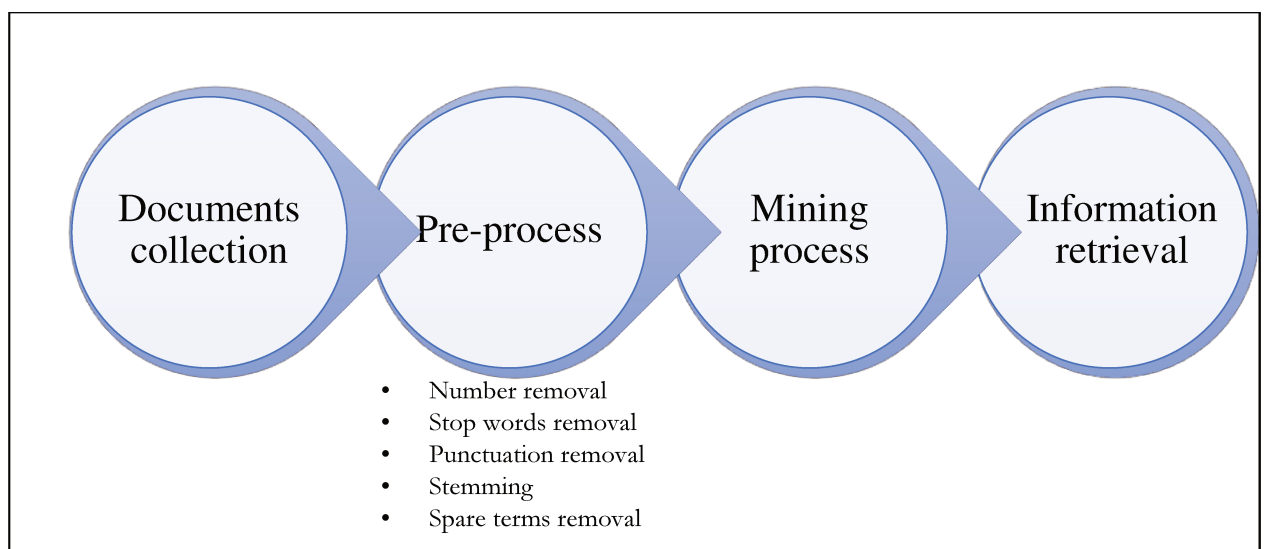 Documents
collection
Pre-process
Mining
process
Information
retrieval
• Number removal
• Stop words removal
• Punctuation removal
• Stemming
• Spare terms removal